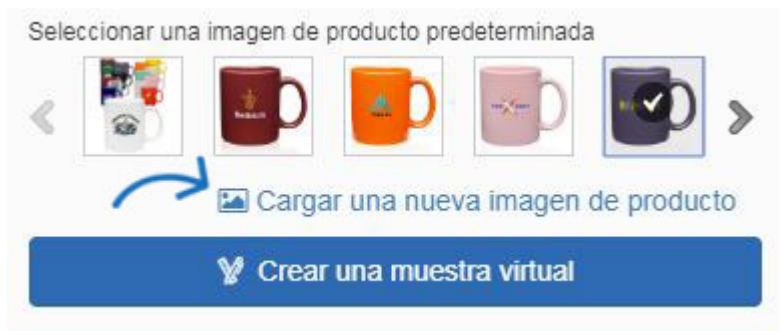 Seleccionar una imagen de producto predeterminada
Cargar una nueva imagen de producto
Crear una muestra virtual